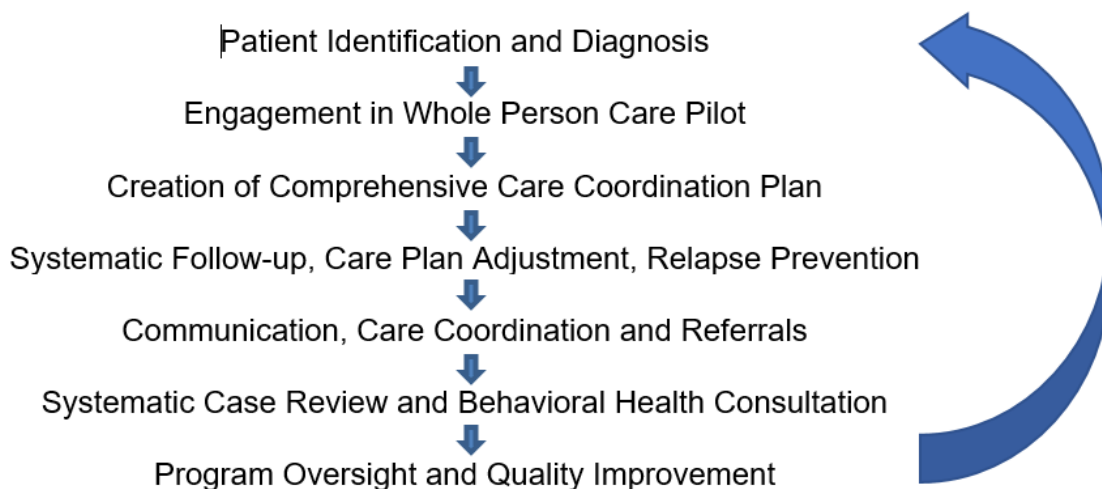 Patient Identification and Diagnosis
Engagement in Whole Person Care Pilot
Creation of Comprehensive Care Coordination Plan
Systematic Follow-up, Care Plan Adjustment, Relapse Prevention
Communication, Care Coordination and Referrals
Systematic Case Review and Behavioral Health Consultation
Program Oversight and Quality Improvement